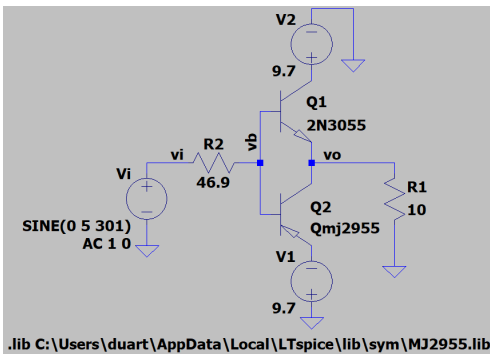 V2
9.7
Q1
2N3055
vb
vi
R2
46.9
vo
Vi
SINE(0 5 301)
AC 1 0
R1
10
Q2
Qmj2955
V1
9.7
.lib C:\Users\duart\AppData\Local\LTspice\lib\sym\MJ2955.lib